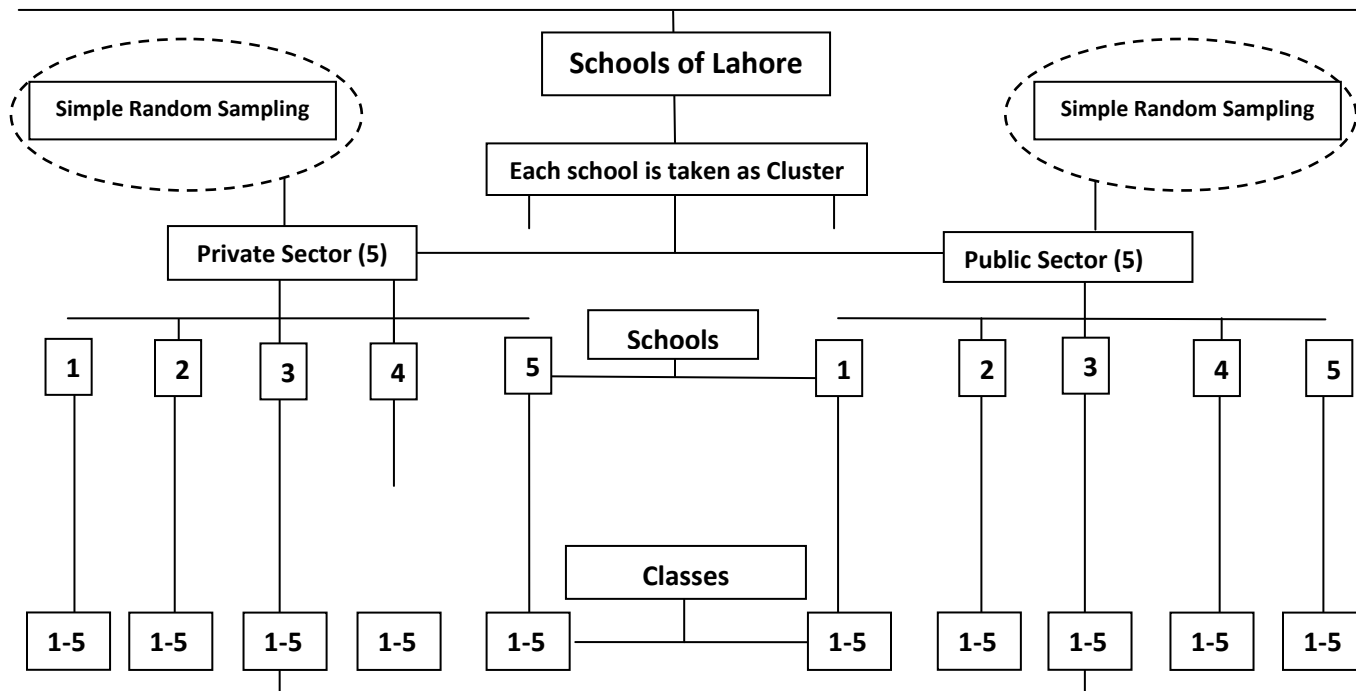 Schools of Lahore
Simple Random Sampling
Simple Random Sampling
Each school is taken as Cluster
Private Sector (5)
Public Sector (5)
Schools
1
2
3
4
5
1
2
3
4
5
Classes
1-5
1-5
1-5
1-5
1-5
1-5
1-5
1-5
1-5
1-5